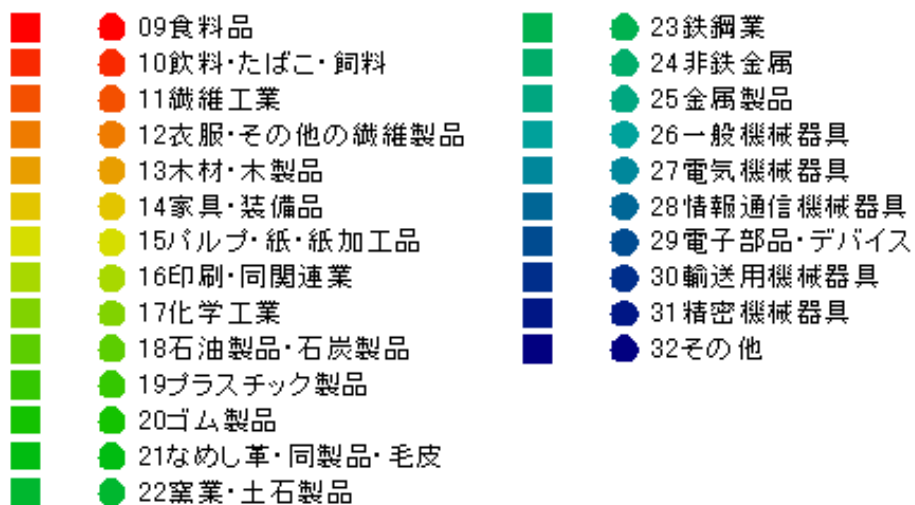 09食料品
10飲料・たばこ・飼料
11繊維工業
12衣服・その他の繊維製品
13木材・木製品
14家具・装備品
15パルプ・紙・紙加工品
16印刷・同関連業
17化学工業
18石油製品・石炭製品
19プラスチック製品
20ゴム製品
21なめし革・同製品・毛皮
22窯業・土石製品
23鉄鋼業
24非鉄金属
25金属製品
26一般機械器具
27電気機械器具
28情報通信機械器具
29電子部品・デバイス
30輸送用機械器具
31精密機械器具
32その他